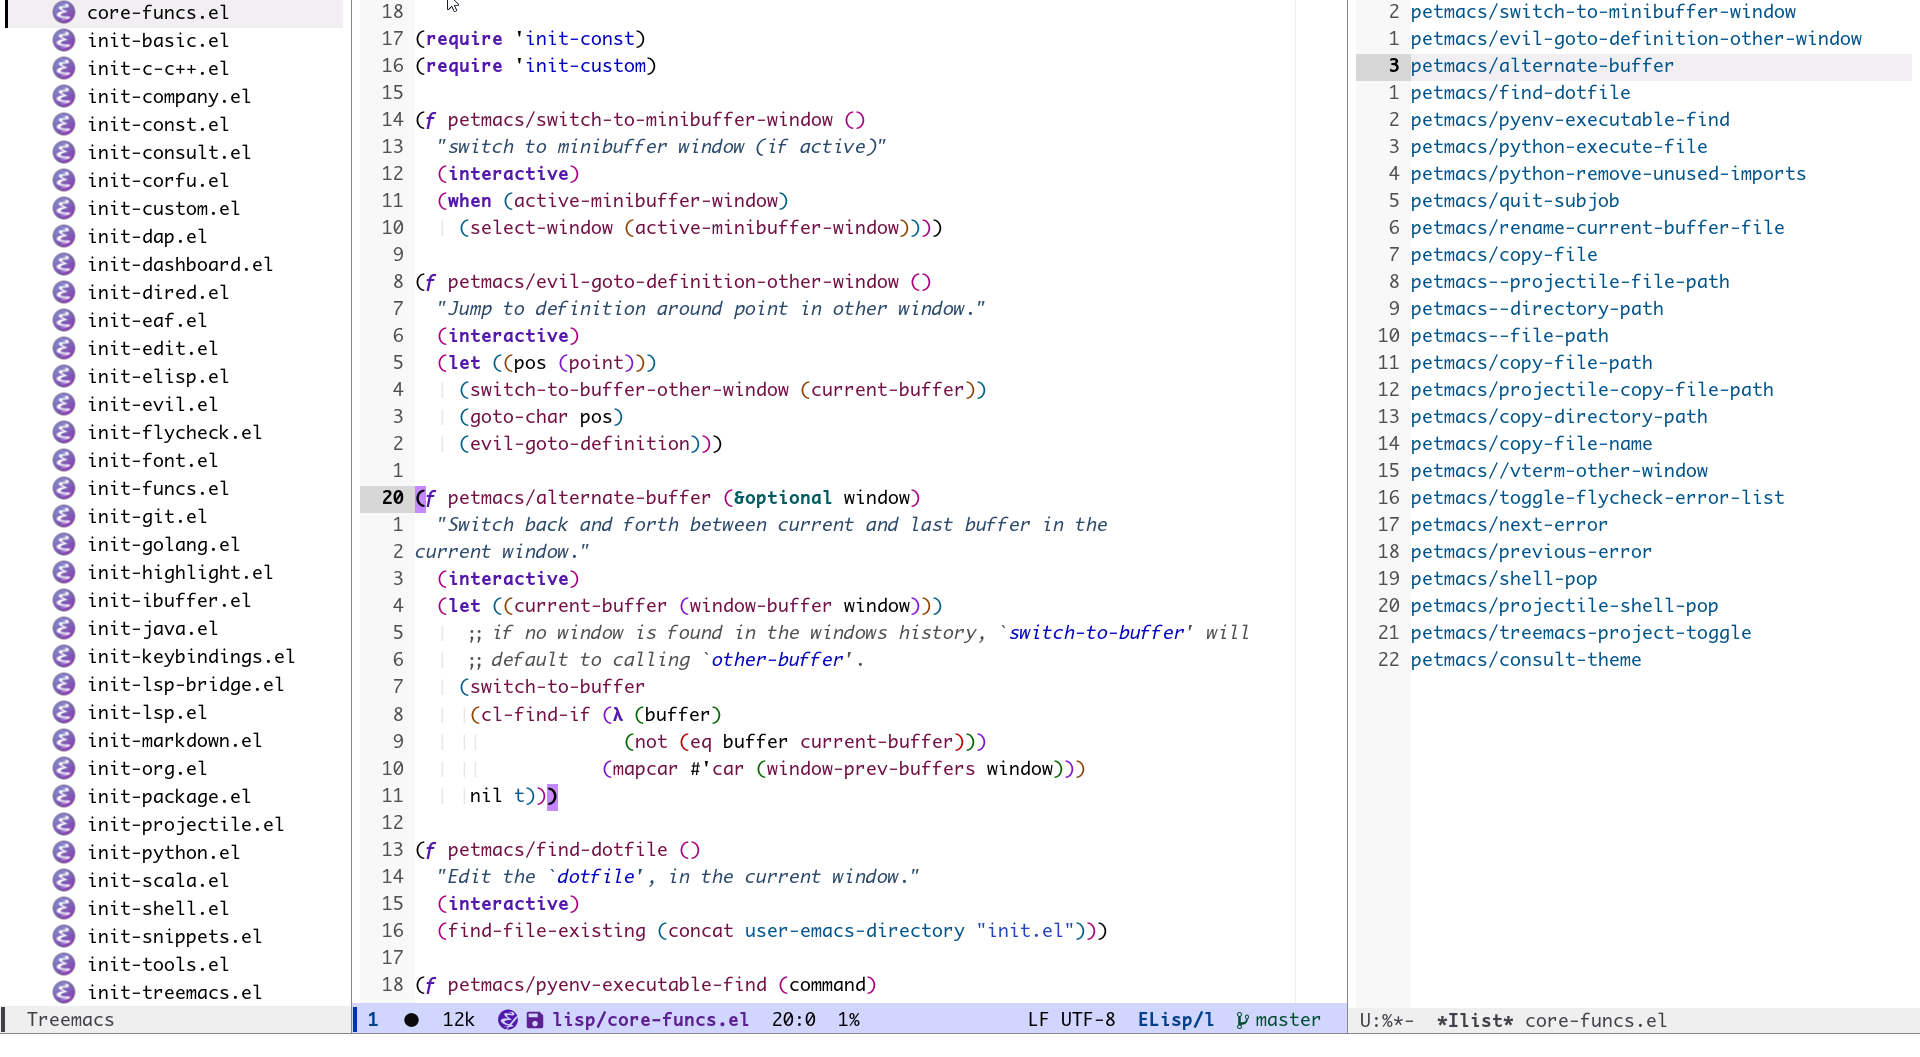 core-funcs.el
init-basic.el
init-c-c++.el
init-company.el
init-const.el
init-consult.el
init-corfu.el
init-custom.el
init-dap.el
init-dashboard.el
init-dired.el
init-eaf.el
init-edit.el
init-elisp.el
init-evil.el
init-flycheck.el
init-font.el
init-funcs.el
init-git.el
init-golang.el
init-highlight.el
init-ibuffer.el
init-java.el
init-keybindings.el
init-lsp-bridge.el
init-lsp.el
init-markdown.el
init-org.el
init-package.el
init-projectile.el
init-python.el
init-scala.el
init-shell.el
init-snippets.el
init-tools.el
init-treemacs.el
Treemacs
18
17 (require 'init-const)
16 (require 'init-custom)
15
14 (f petmacs/switch-to-minibuffer-window ()
13   "switch to minibuffer window (if active)"
12   (interactive)
11   (when (active-minibuffer-window)
10     (select-window (active-minibuffer-window))))
9
8 (f petmacs/evil-goto-definition-other-window ()
7   "Jump to definition around point in other window."
6   (interactive)
5   (let ((pos (point)))
4     (switch-to-buffer-other-window (current-buffer))
3     (goto-char pos)
2     (evil-goto-definition)))
1
20 (f petmacs/alternate-buffer (&optional window)
1   "Switch back and forth between current and last buffer in the
2 current window."
3   (interactive)
4   (let ((current-buffer (window-buffer window)))
5     ;; if no window is found in the windows history, `switch-to-buffer' will
6     ;; default to calling `other-buffer'.
7     (switch-to-buffer
8      (cl-find-if (λ (buffer)
9                    (not (eq buffer current-buffer)))
10                  (mapcar #'car (window-prev-buffers window)))
11      nil t)))
12
13 (f petmacs/find-dotfile ()
14   "Edit the `dotfile', in the current window."
15   (interactive)
16   (find-file-existing (concat user-emacs-directory "init.el")))
17
18 (f petmacs/pyenv-executable-find (command)
1 ● 12k lisp/core-funcs.el 20:0 1% LF UTF-8 ELisp/l master
2 petmacs/switch-to-minibuffer-window
1 petmacs/evil-goto-definition-other-window
3 petmacs/alternate-buffer
1 petmacs/find-dotfile
2 petmacs/pyenv-executable-find
3 petmacs/python-execute-file
4 petmacs/python-remove-unused-imports
5 petmacs/quit-subjob
6 petmacs/rename-current-buffer-file
7 petmacs/copy-file
8 petmacs--projectile-file-path
9 petmacs--directory-path
10 petmacs--file-path
11 petmacs/copy-file-path
12 petmacs/projectile-copy-file-path
13 petmacs/copy-directory-path
14 petmacs/copy-file-name
15 petmacs//vterm-other-window
16 petmacs/toggle-flycheck-error-list
17 petmacs/next-error
18 petmacs/previous-error
19 petmacs/shell-pop
20 petmacs/projectile-shell-pop
21 petmacs/treemacs-project-toggle
22 petmacs/consult-theme
U:%*-  *Ilist* core-funcs.el